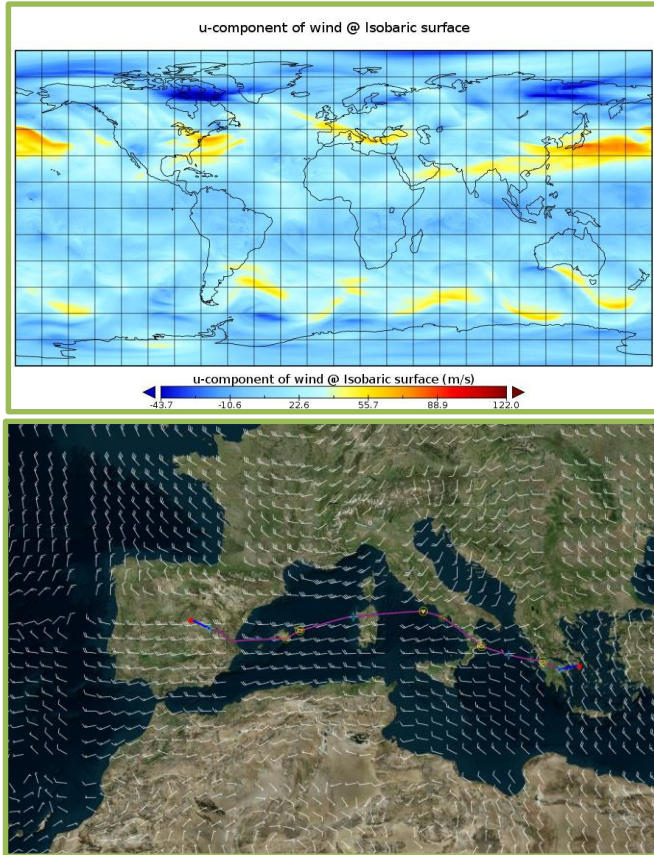 u-component of wind @ Isobaric surface
u-component of wind @ Isobaric surface (m/s)
-43.7 -10.6 22.6 55.7 88.9 122.0